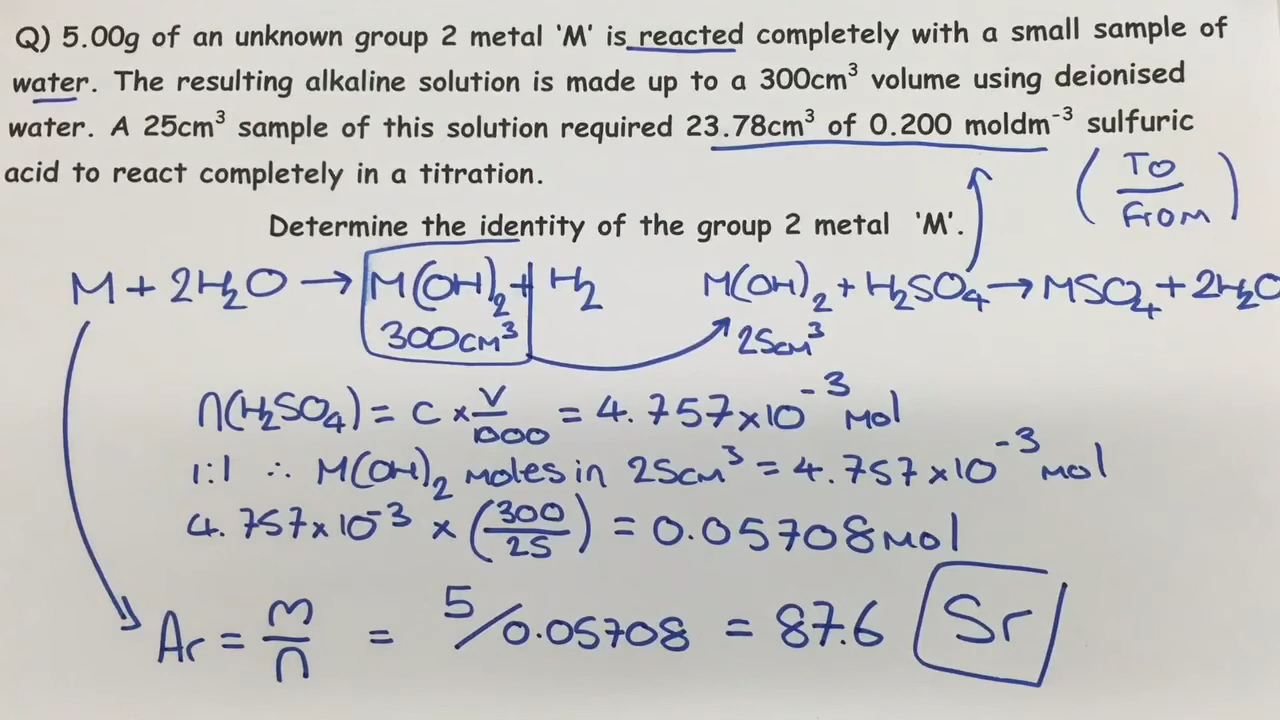 Q) 5.00g of an unknown group 2 metal 'M' is reacted completely with a small sample of
water. The resulting alkaline solution is made up to a 300cm³ volume using deionised
water. A 25cm³ sample of this solution required 23.78cm³ of 0.200 moldm⁻³ sulfuric
acid to react completely in a titration.
(TO/FROM)
Determine the identity of the group 2 metal 'M'.
M + 2H₂O → M(OH)₂ + H₂
M(OH)₂ + H₂SO₄ → MSO₄ + 2H₂O
300cm³
25cm³
n(H₂SO₄) = C × V/1000 = 4.757×10⁻³ mol
1:1 ∴ M(OH)₂ moles in 25cm³ = 4.757×10⁻³ mol
4.757×10⁻³ × (300/25) = 0.05708 mol
Ar = m/n = 5/0.05708 = 87.6 Sr